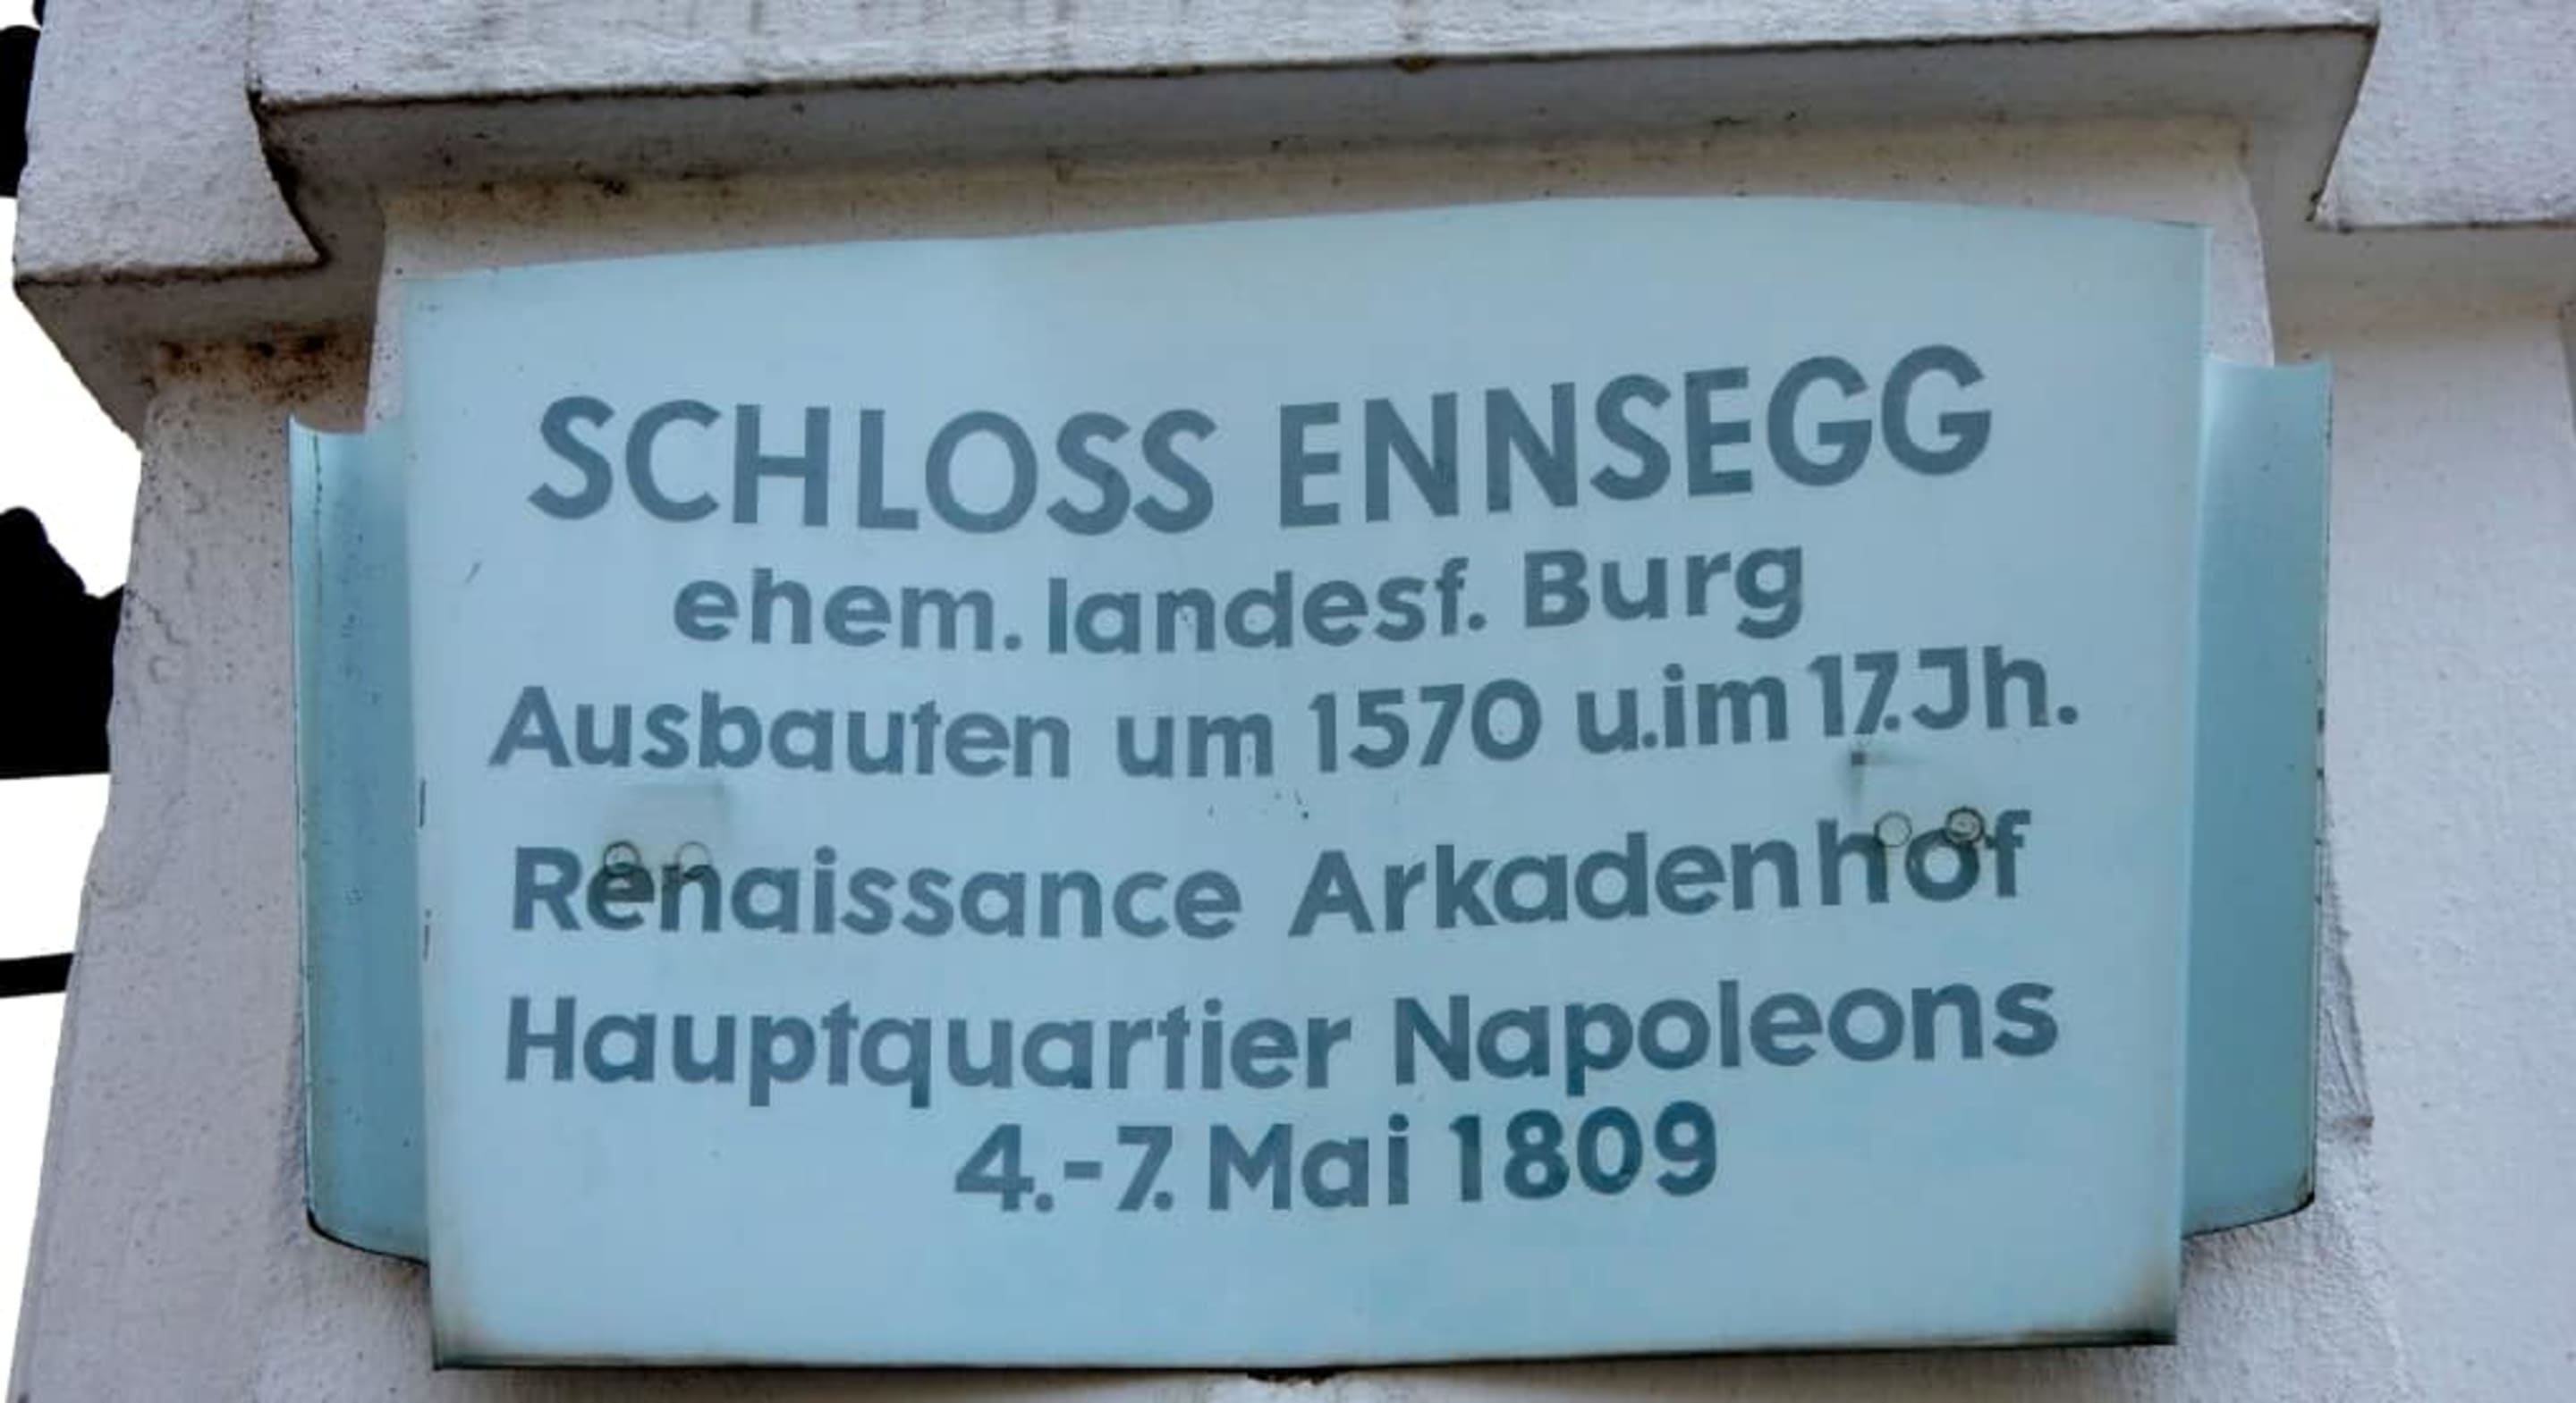 SCHLOSS ENNSEGG
ehem. landesf. Burg
Ausbauten um 1570 u.im 17.Jh.
Renaissance Arkadenhof
Hauptquartier Napoleons
4.-7. Mai 1809